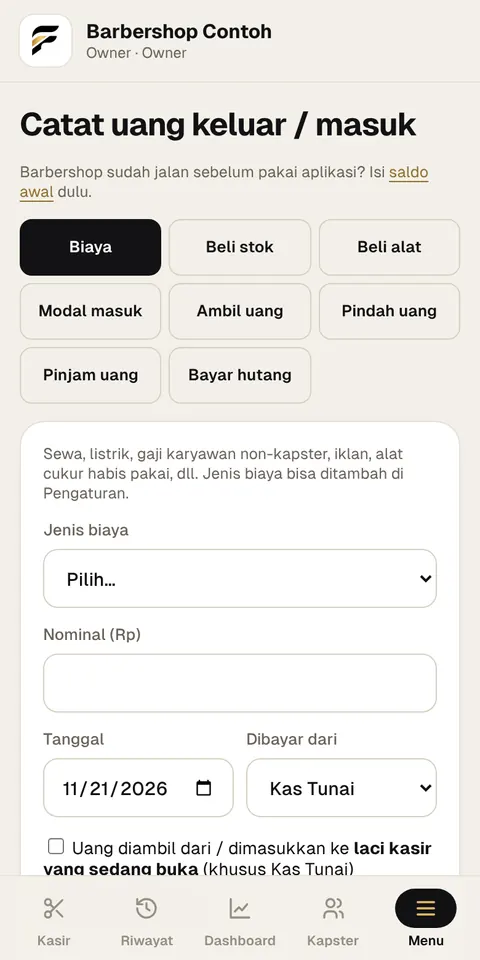 Barbershop Contoh
Owner · Owner
Catat uang keluar / masuk
Barbershop sudah jalan sebelum pakai aplikasi? Isi saldo
awal dulu.
Biaya
Beli stok
Beli alat
Modal masuk
Ambil uang
Pindah uang
Pinjam uang
Bayar hutang
Sewa, listrik, gaji karyawan non-kapster, iklan, alat
cukur habis pakai, dll. Jenis biaya bisa ditambah di
Pengaturan.
Jenis biaya
Pilih...
Nominal (Rp)
Tanggal
Dibayar dari
11/21/2026
Kas Tunai
Uang diambil dari / dimasukkan ke laci kasir
yang sedang buka (khusus Kas Tunai)
Kasir
Riwayat
Dashboard
Kapster
Menu